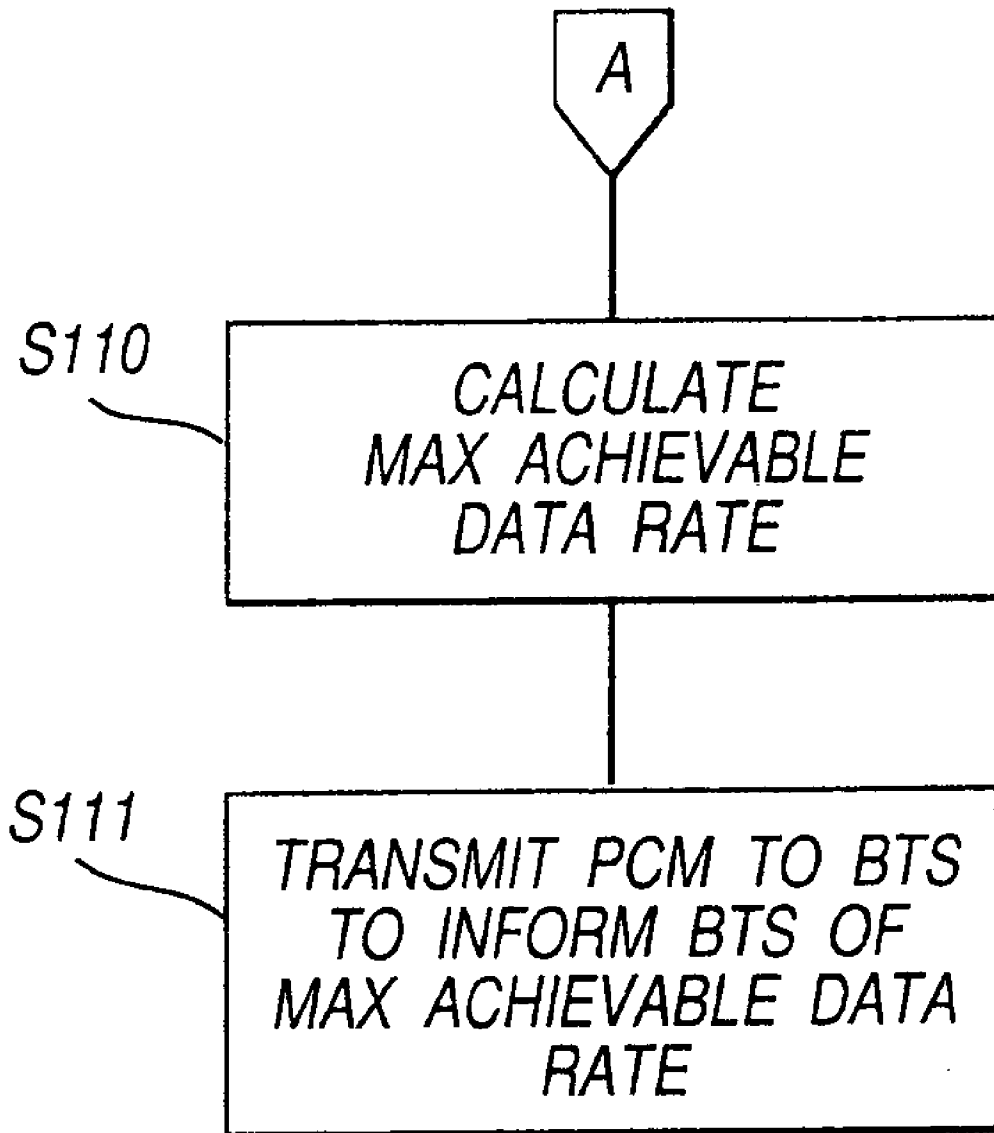 A
S110
CALCULATE
MAX ACHIEVABLE
DATA RATE
S111
TRANSMIT PCM TO BTS
TO INFORM BTS OF
MAX ACHIEVABLE DATA
RATE